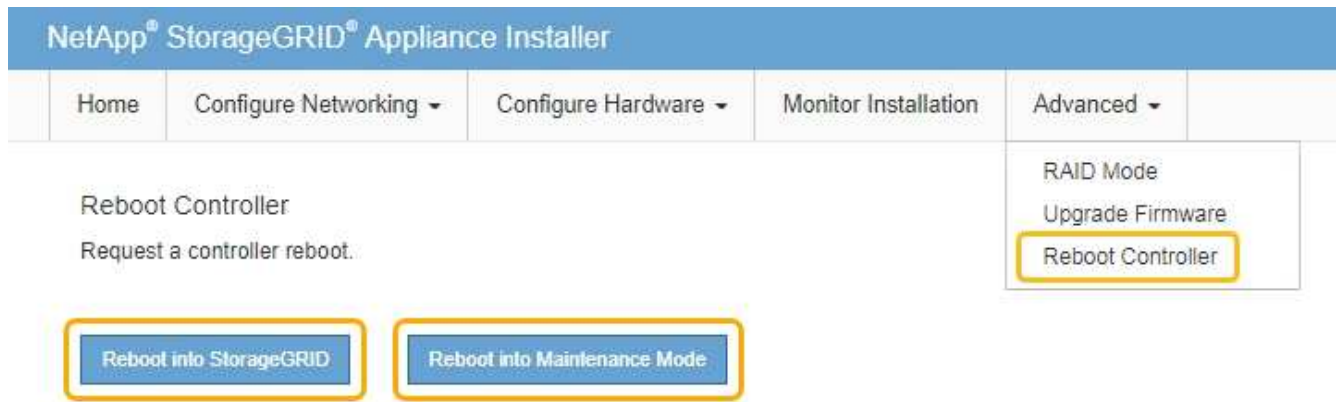 NetApp® StorageGRID® Appliance Installer
Home Configure Networking Configure Hardware Monitor Installation Advanced
RAID Mode
Upgrade Firmware
Reboot Controller
Reboot Controller
Request a controller reboot.
Reboot into StorageGRID Reboot into Maintenance Mode